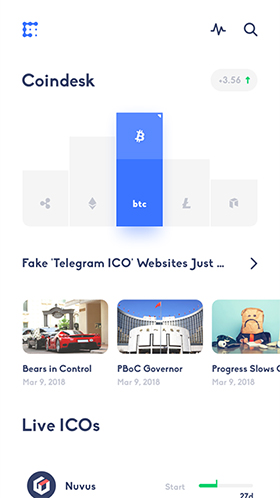 Coindesk
+3.56
btc
Fake 'Telegram ICO' Websites Just ...
Bears in Control
PBoC Governor
Progress Slows C
Mar 9, 2018
Mar 9, 2018
Mar 9, 2018
Live ICOs
Nuvus
Start
27d